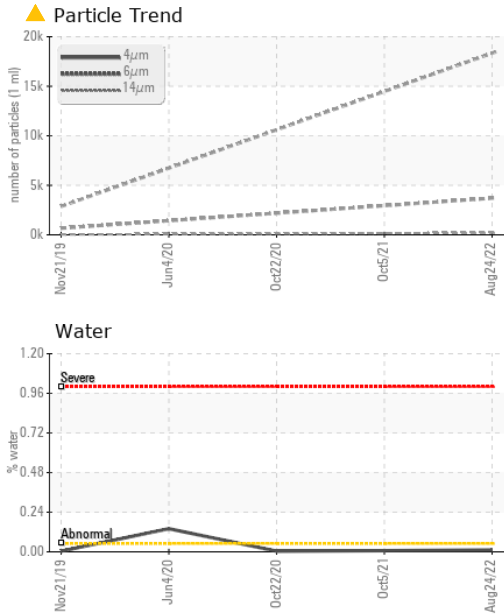 Particle Trend
number of particles (1 ml)
20k
15k
10k
5k
0k
4μm
6μm
14μm
Nov21/19
Jun4/20
Oct22/20
Oct5/21
Aug24/22
Water
% water
1.20
0.96
0.72
0.48
0.24
0.00
Severe
Abnormal
Nov21/19
Jun4/20
Oct22/20
Oct5/21
Aug24/22